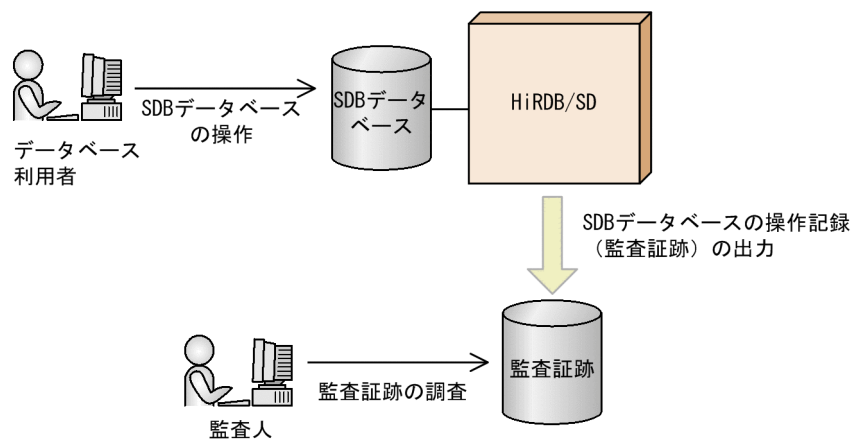 データベース
利用者
SDBデータベース
の操作
SDBデータ
ベース
HiRDB/SD
SDBデータベースの操作記録
（監査証跡）の出力
監査人
監査証跡の調査
監査証跡